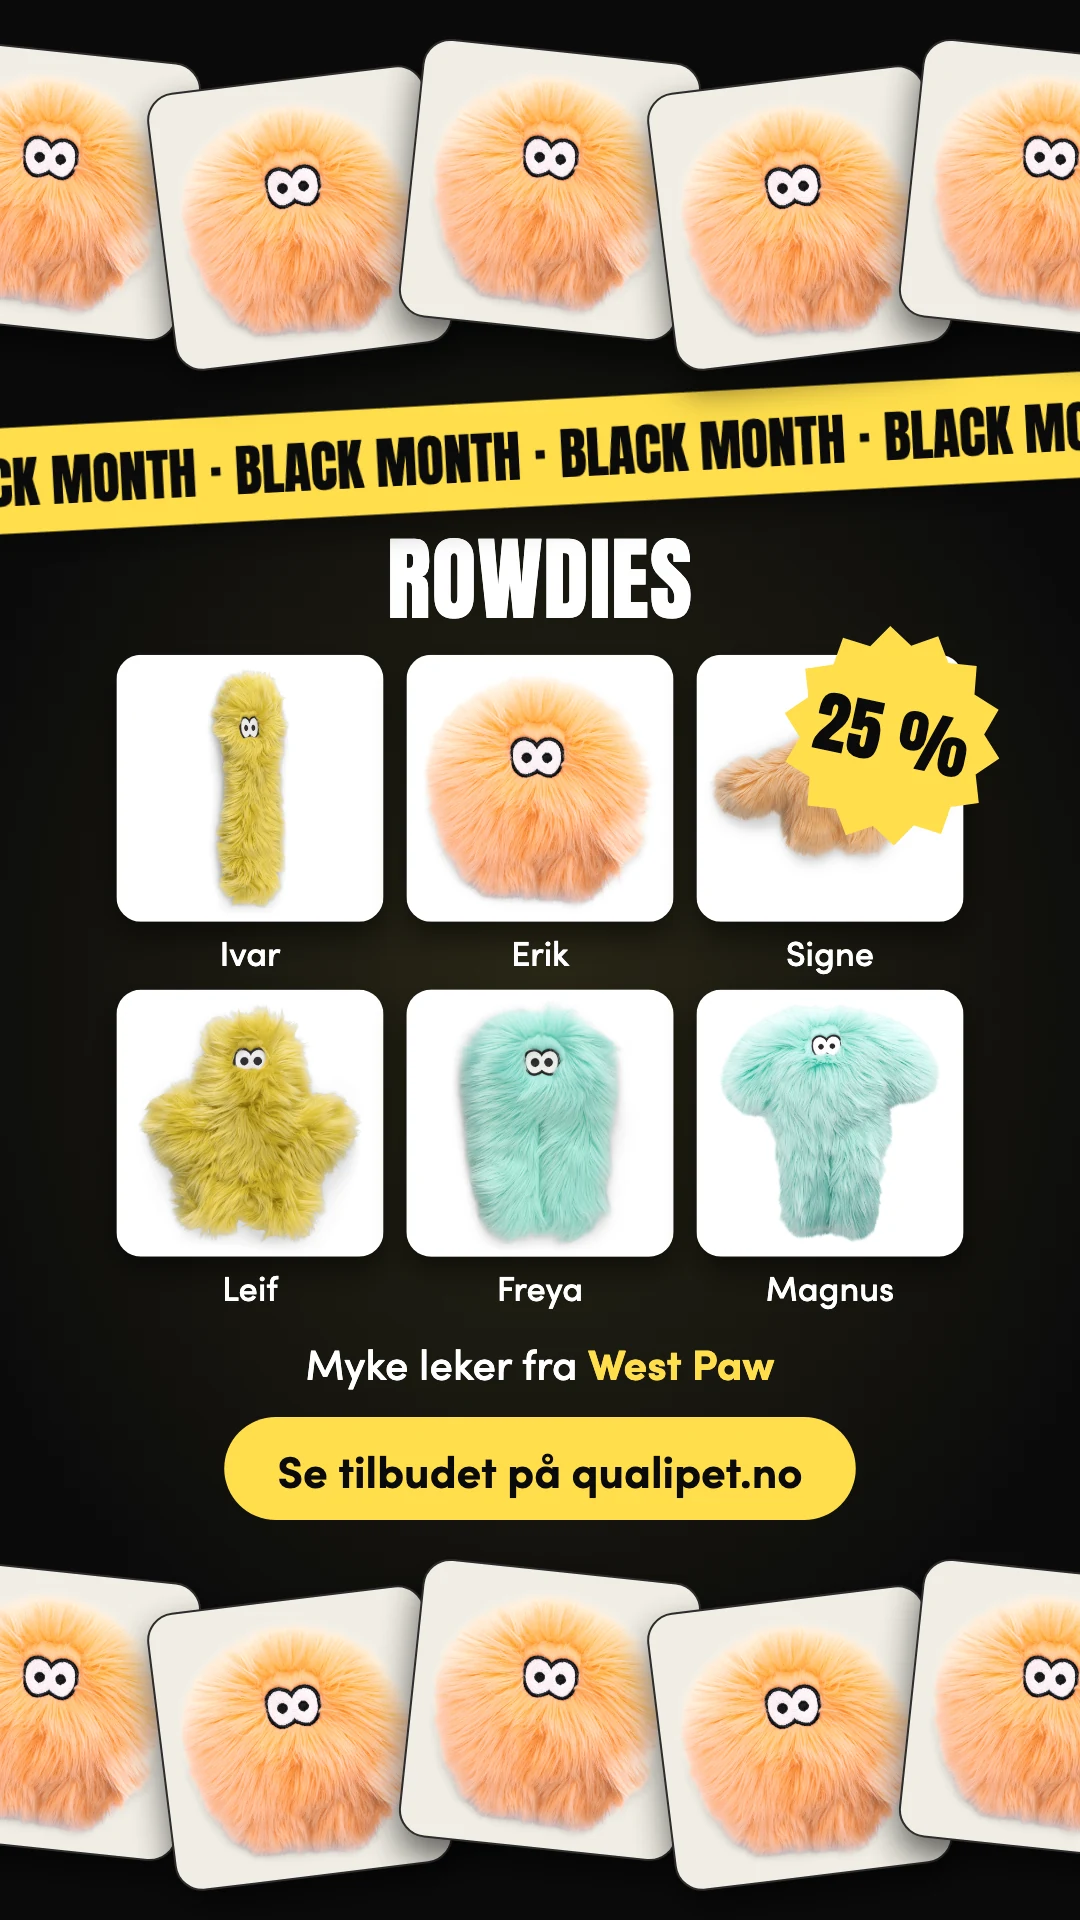 CK MONTH · BLACK MONTH · BLACK MONTH · BLACK MO
ROWDIES
25 %
Ivar
Erik
Signe
Leif
Freya
Magnus
Myke leker fra West Paw
Se tilbudet på qualipet.no